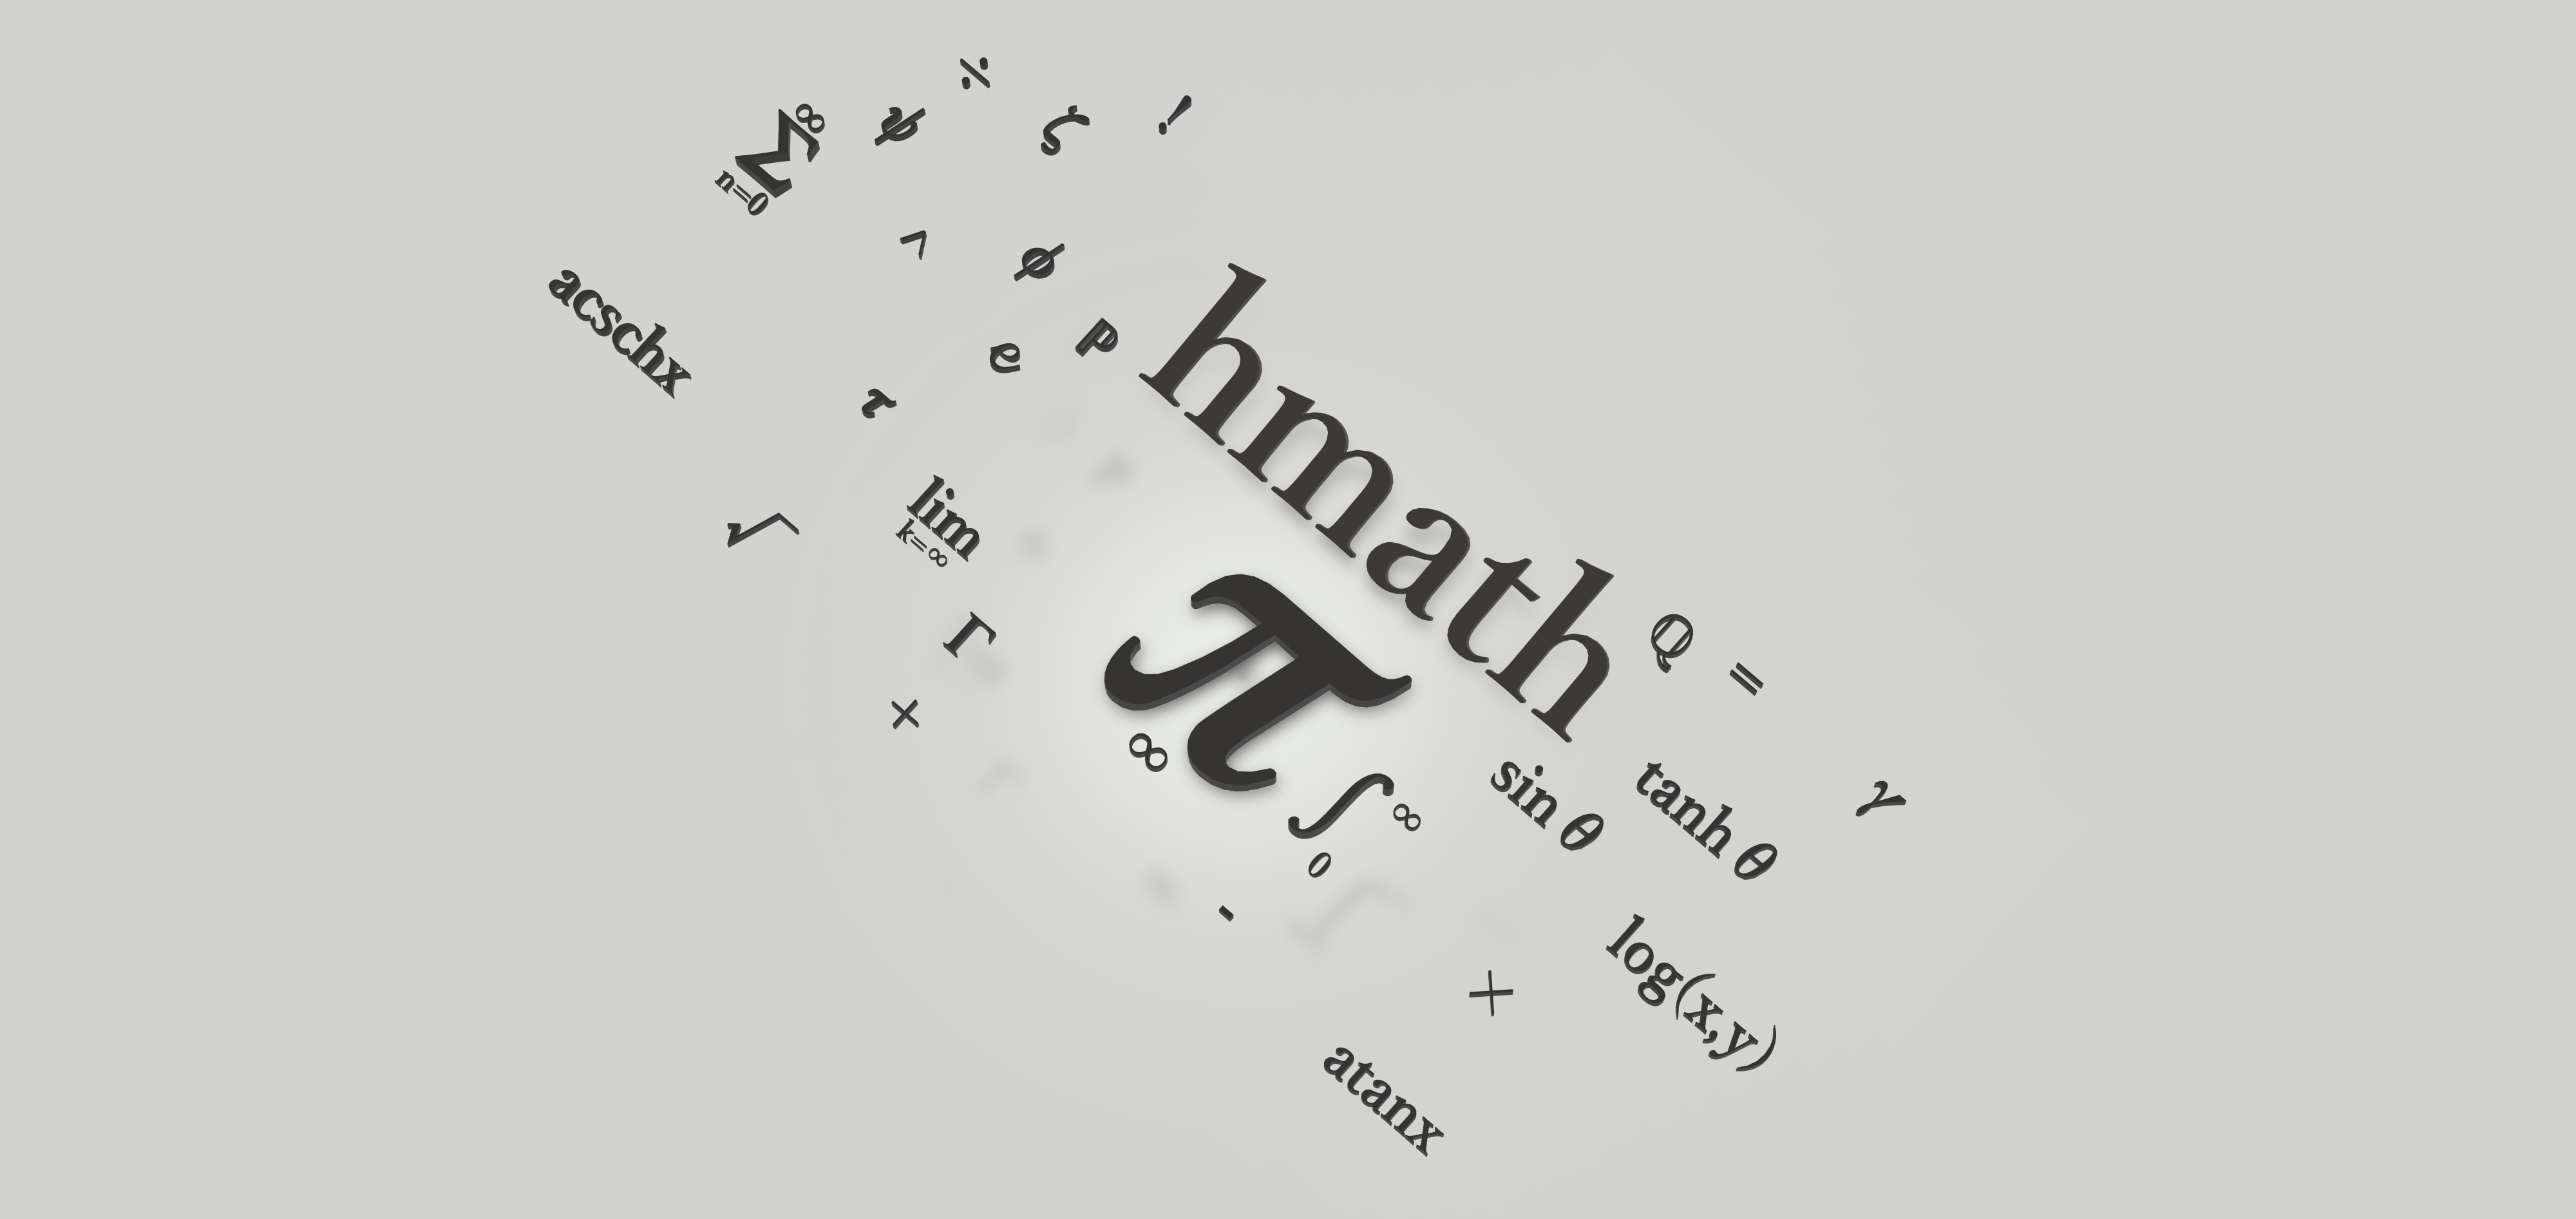 ÷
∞
∑
n=0
ψ
ζ
!
^
ϕ
acschx
e
ℙ
τ
hmath
√
lim
k=∞
Γ
×
π
∞
ℚ =
∫
∞
0
sin θ
tanh θ
γ
-
+
log(x,y)
atanx